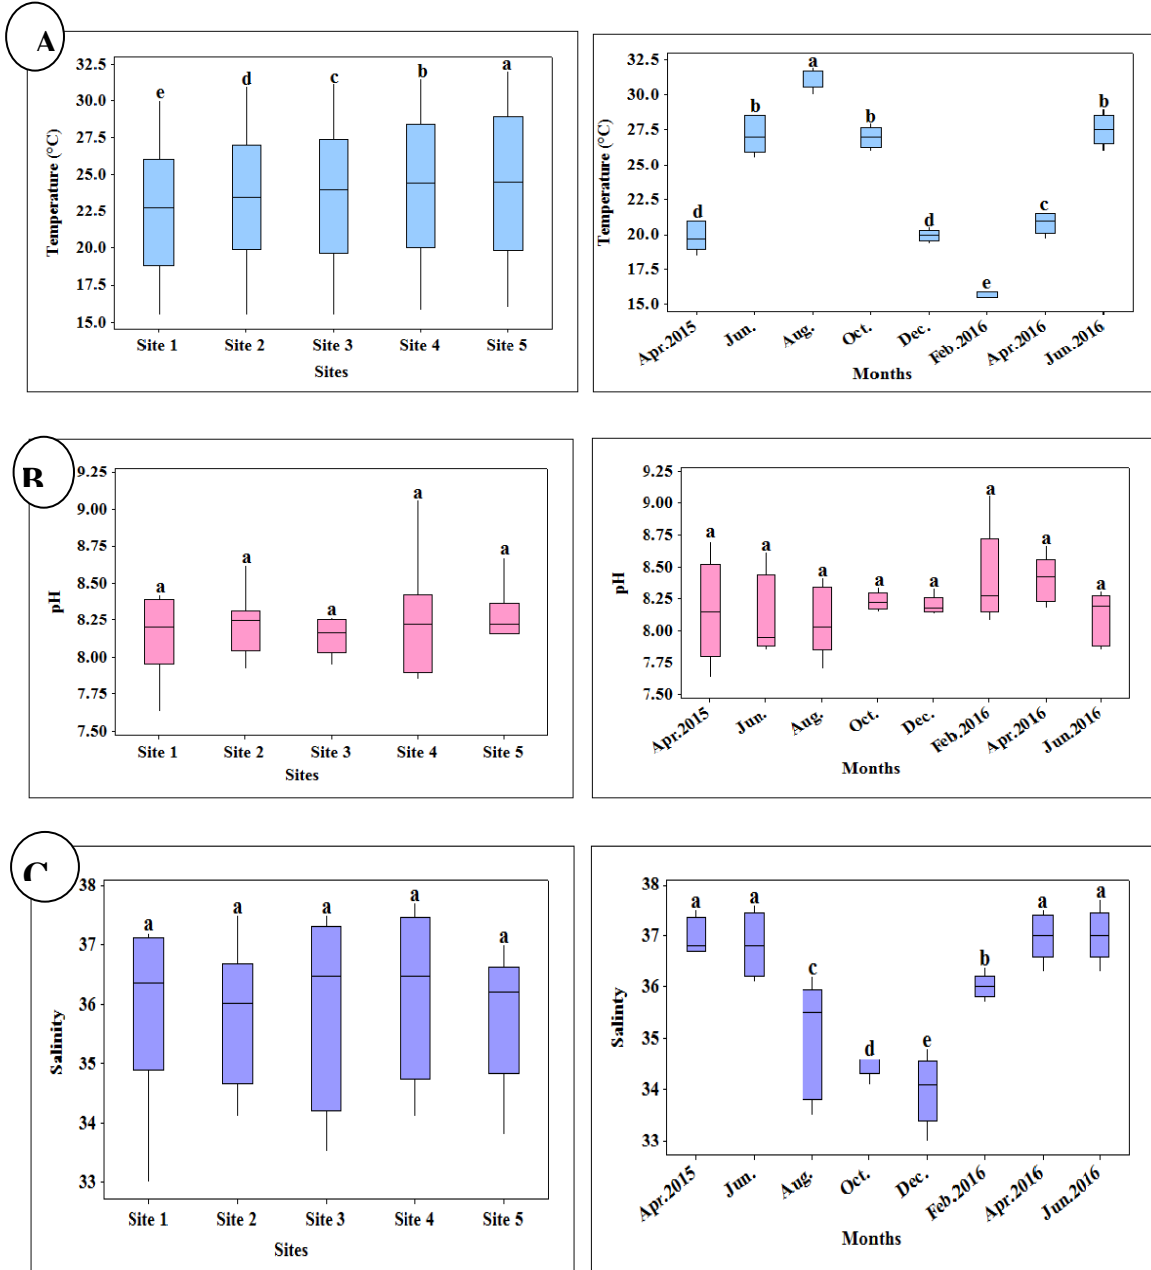 A
32.5
30.0
27.5
25.0
22.5
20.0
17.5
15.0
Temperature (°C)
e
d
c
b
a
Site 1 Site 2 Site 3 Site 4 Site 5
Sites
32.5
30.0
27.5
25.0
22.5
20.0
17.5
15.0
Temperature (°C)
d
b
a
b
d
e
c
b
Apr.2015 Jun. Aug. Oct. Dec. Feb.2016 Apr.2016 Jun.2016
Months
B
9.25
9.00
8.75
8.50
8.25
8.00
7.75
7.50
pH
a
a
a
a
a
Site 1 Site 2 Site 3 Site 4 Site 5
Sites
9.25
9.00
8.75
8.50
8.25
8.00
7.75
7.50
pH
a
a
a
a
a
a
a
a
Apr.2015 Jun. Aug. Oct. Dec. Feb.2016 Apr.2016 Jun.2016
Months
C
38
37
36
35
34
33
Salinity
a
a
a
a
a
Site 1 Site 2 Site 3 Site 4 Site 5
Sites
38
37
36
35
34
33
Salinty
a
a
c
d
e
b
a
a
Apr.2015 Jun. Aug. Oct. Dec. Feb.2016 Apr.2016 Jun.2016
Months